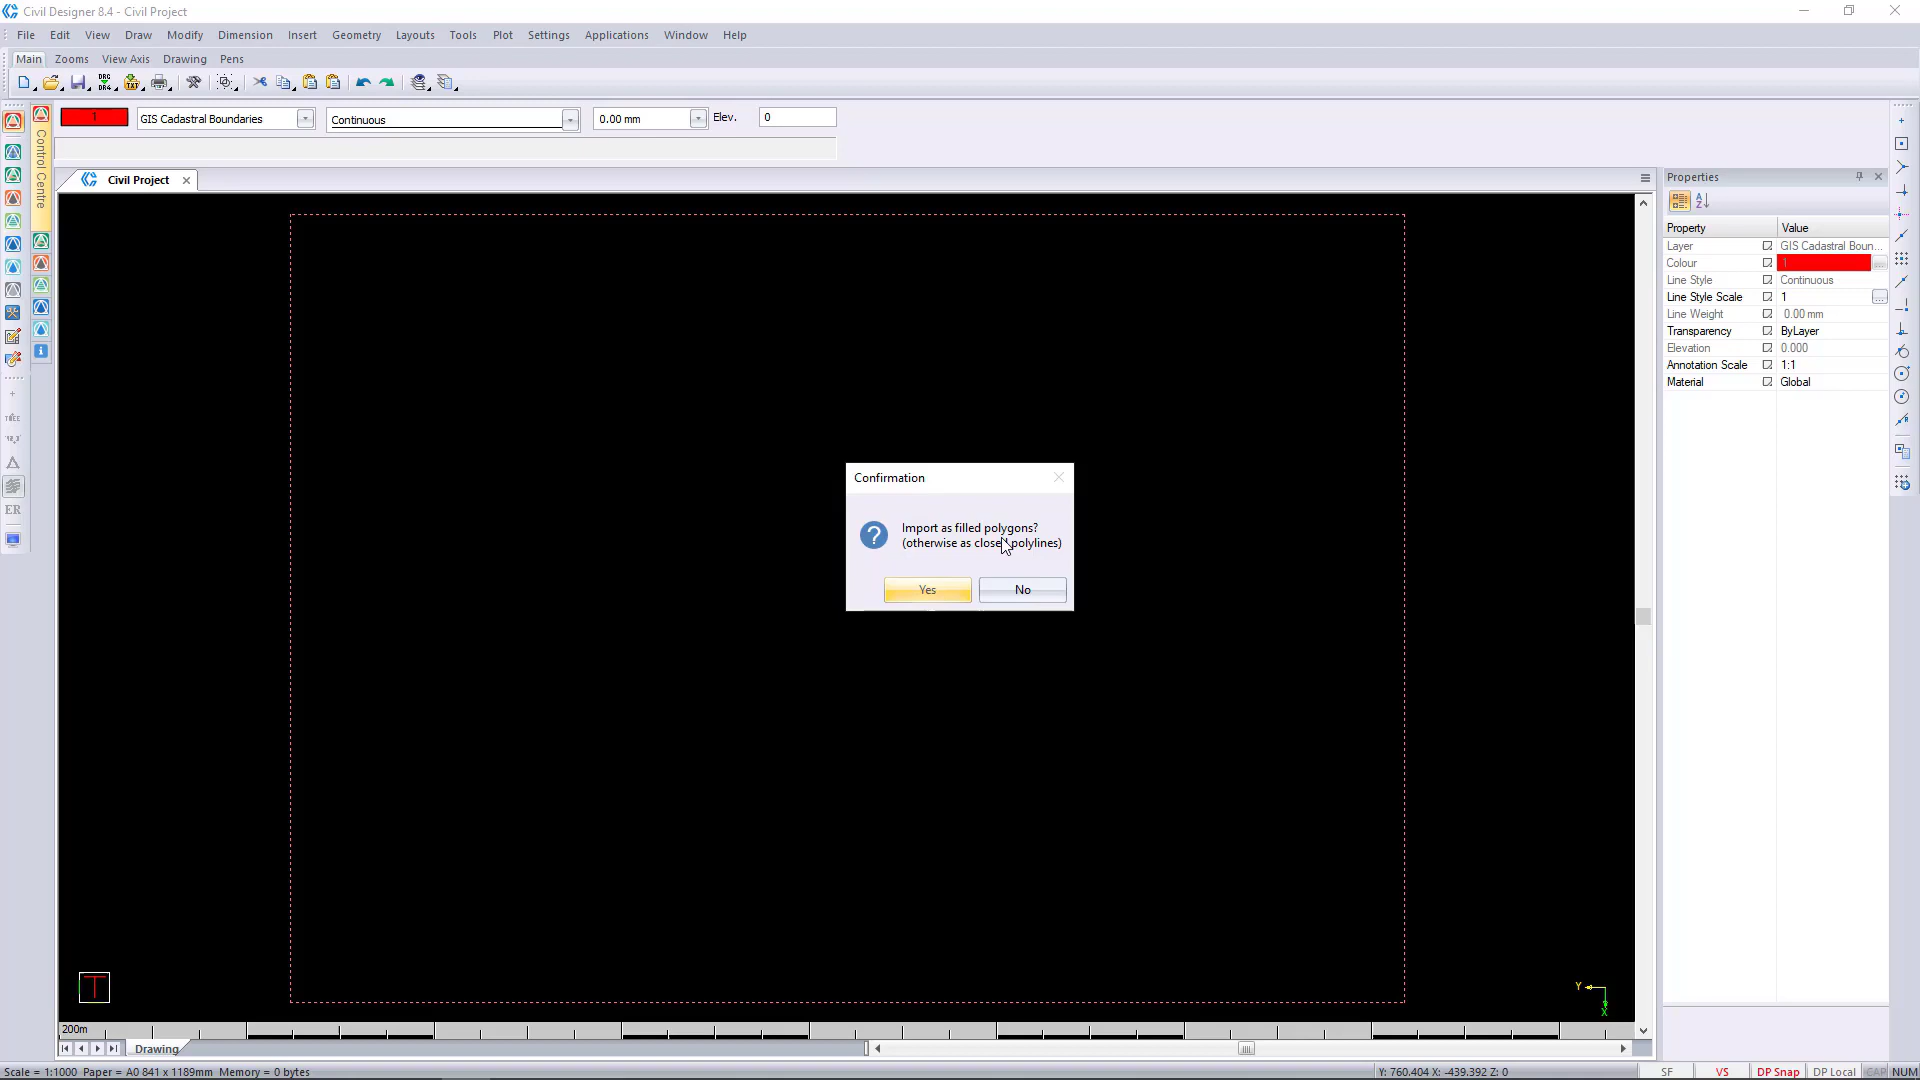 Civil Designer 8.4 - Civil Project
File Edit View Draw Modify Dimension Insert Geometry Layouts Tools Plot Settings Applications Window Help
Main Zooms View Axis Drawing Pens
1 GIS Cadastral Boundaries Continuous 0.00 mm Elev. 0
Control Centre
Civil Project
Properties
Property Value
Layer GIS Cadastral Boun...
Colour 1
Line Style Continuous
Line Style Scale 1
Line Weight 0.00 mm
Transparency ByLayer
Elevation 0.000
Annotation Scale 1:1
Material Global
Confirmation
Import as filled polygons?
(otherwise as closed polylines)
Yes No
ER
Y
X
200m
Drawing
Scale = 1:1000 Paper = A0 841 x 1189mm Memory = 0 bytes
Y: 760.404 X: -439.392 Z: 0
SF VS DP Snap DP Local CAP NUM